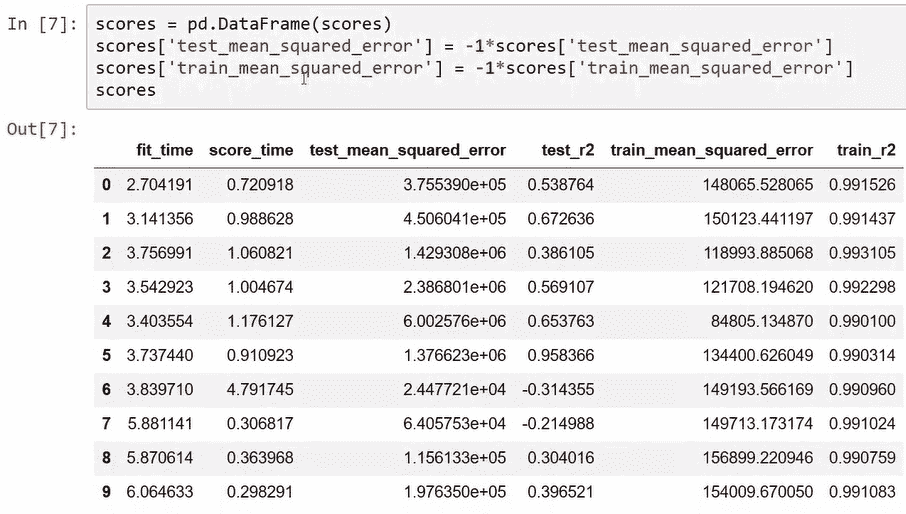 In [7]: scores = pd.DataFrame(scores)
scores['test_mean_squared_error'] = -1*scores['test_mean_squared_error']
scores['train_mean_squared_error'] = -1*scores['train_mean_squared_error']
scores
Out[7]:
fit_time score_time test_mean_squared_error test_r2 train_mean_squared_error train_r2
0 2.704191 0.720918 3.755390e+05 0.538764 148065.528065 0.991526
1 3.141356 0.988628 4.506041e+05 0.672636 150123.441197 0.991437
2 3.756991 1.060821 1.429308e+06 0.386105 118993.885068 0.993105
3 3.542923 1.004674 2.386801e+06 0.569107 121708.194620 0.992298
4 3.403554 1.176127 6.002576e+06 0.653763 84805.134870 0.990100
5 3.737440 0.910923 1.376623e+06 0.958366 134400.626049 0.990314
6 3.839710 4.791745 2.447721e+04 -0.314355 149193.566169 0.990960
7 5.881141 0.306817 6.405753e+04 -0.214988 149713.173174 0.991024
8 5.870614 0.363968 1.156133e+05 0.304016 156899.220946 0.990759
9 6.064633 0.298291 1.976350e+05 0.396521 154009.670050 0.991083